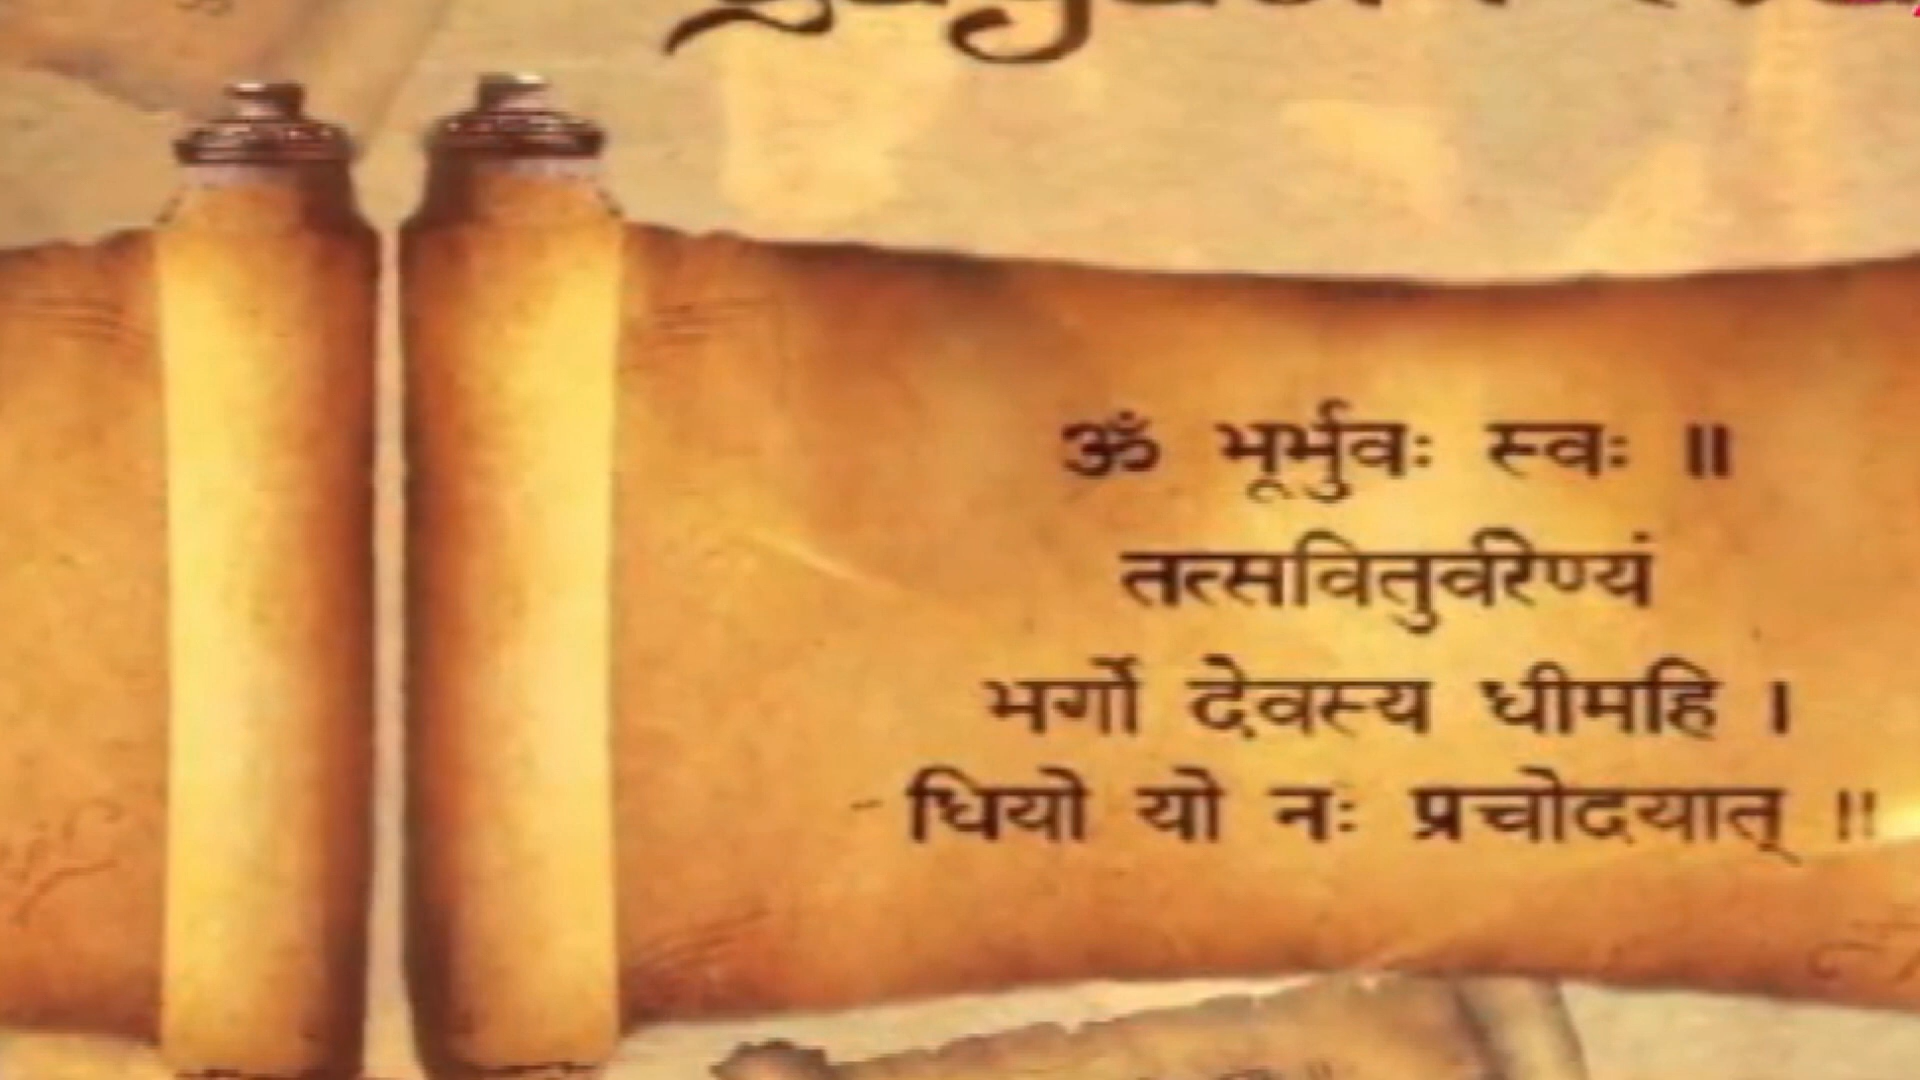 ॐ भूर्भुवः स्वः ॥
तत्सवितुर्वरेण्यं
भर्गो देवस्य धीमहि ।
धियो यो नः प्रचोदयात् ॥